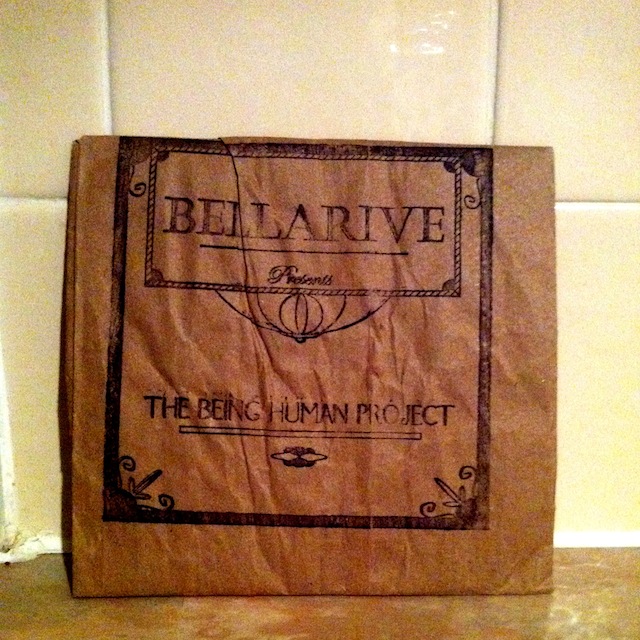 BELLARIVE
Presents
THE BEING HUMAN PROJECT